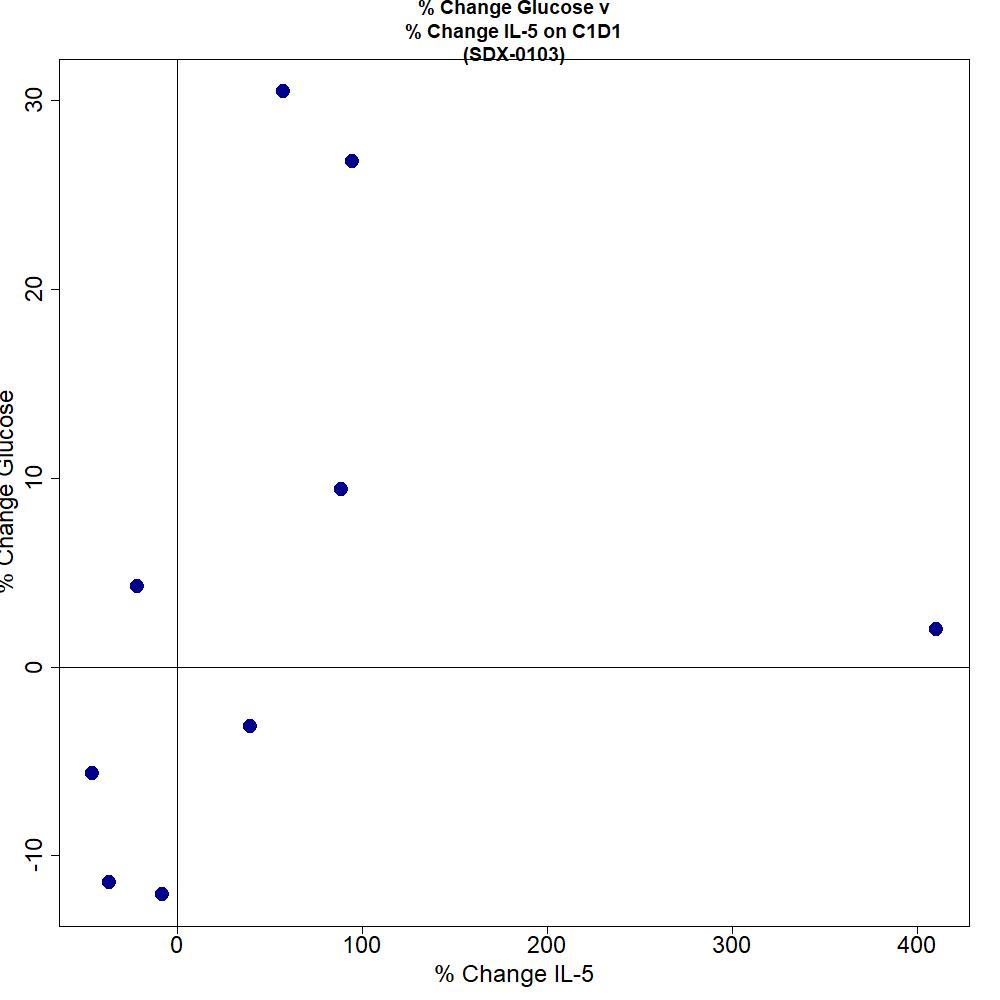 % Change Glucose v
% Change IL-5 on C1D1
(SDX-0103)
% Change Glucose
30
20
10
0
-10
0 100 200 300 400
% Change IL-5